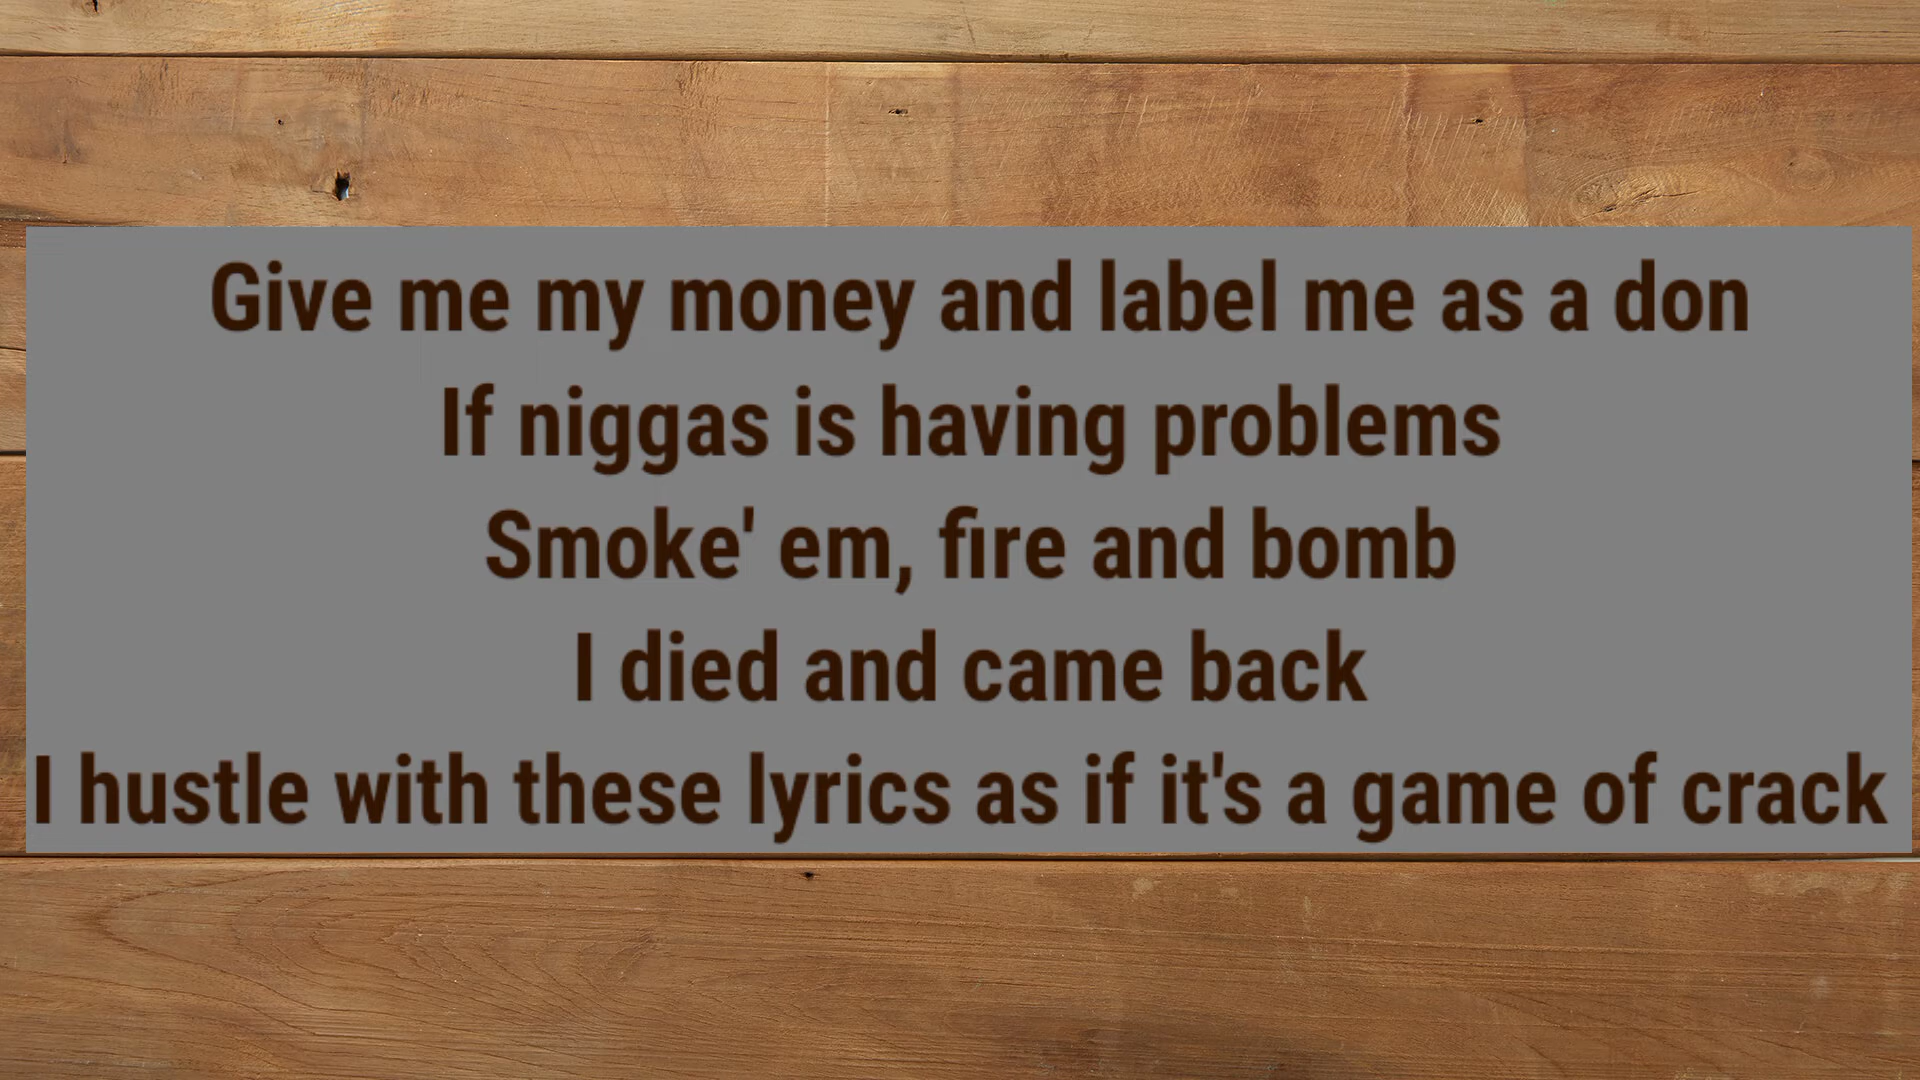 Give me my money and label me as a don
If niggas is having problems
Smoke' em, fire and bomb
I died and came back
I hustle with these lyrics as if it's a game of crack